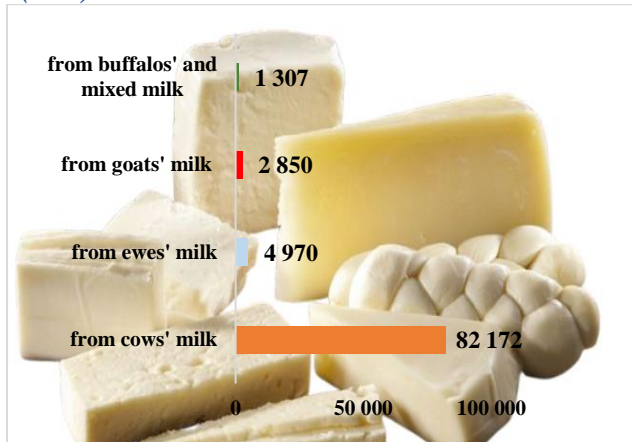 from buffalos' and
mixed milk
1 307
from goats' milk
2 850
from ewes' milk
4 970
from cows' milk
82 172
0
50 000
100 000